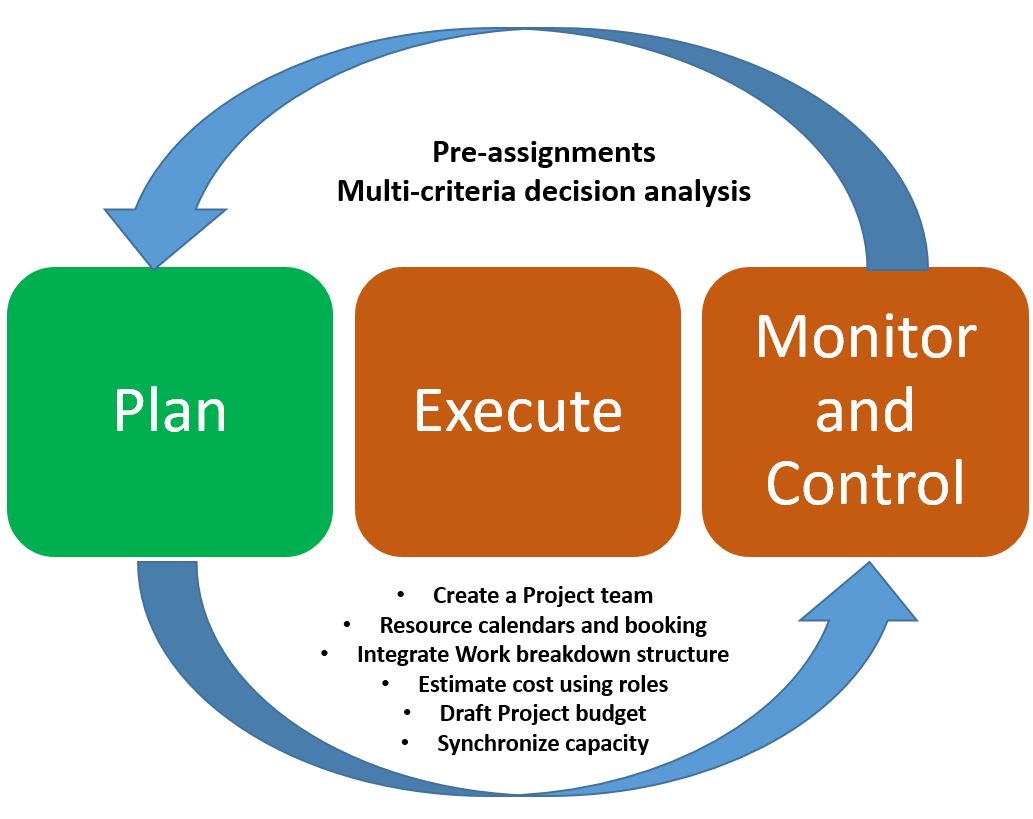 Pre-assignments
Multi-criteria decision analysis
Plan
Execute
Monitor
and
Control
• Create a Project team
• Resource calendars and booking
• Integrate Work breakdown structure
• Estimate cost using roles
• Draft Project budget
• Synchronize capacity